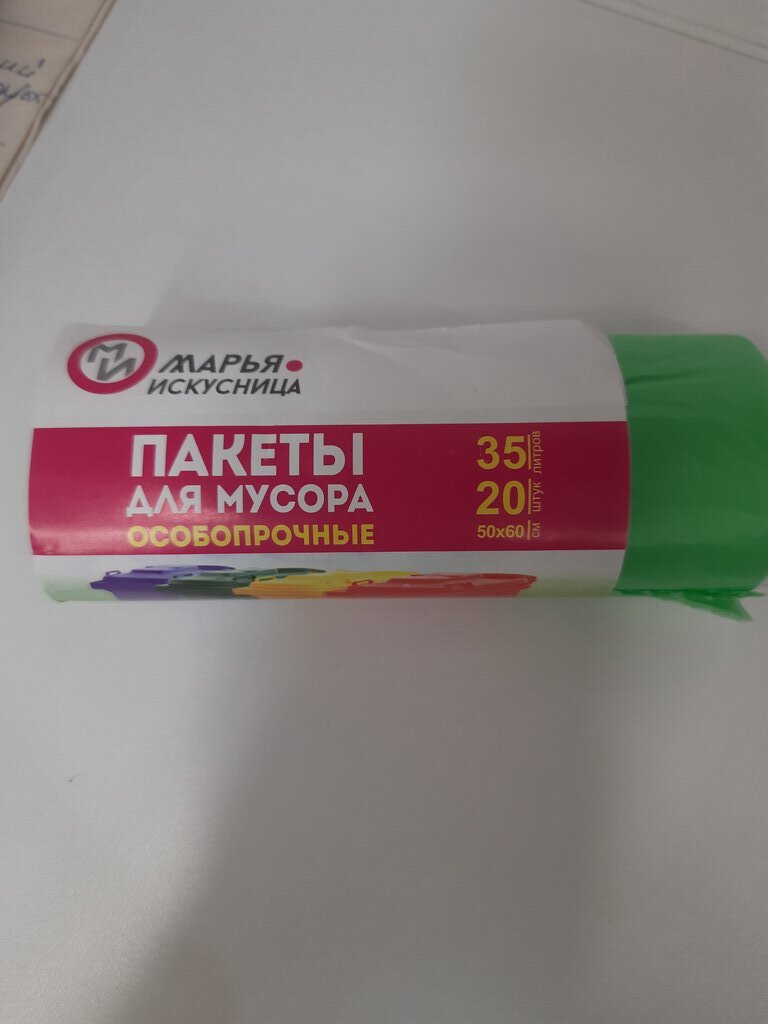 МИ
МАРЬЯ
ИСКУСНИЦА
ПАКЕТЫ
ДЛЯ МУСОРА
ОСОБОПРОЧНЫЕ
35 литров
20 штук
50x60 см